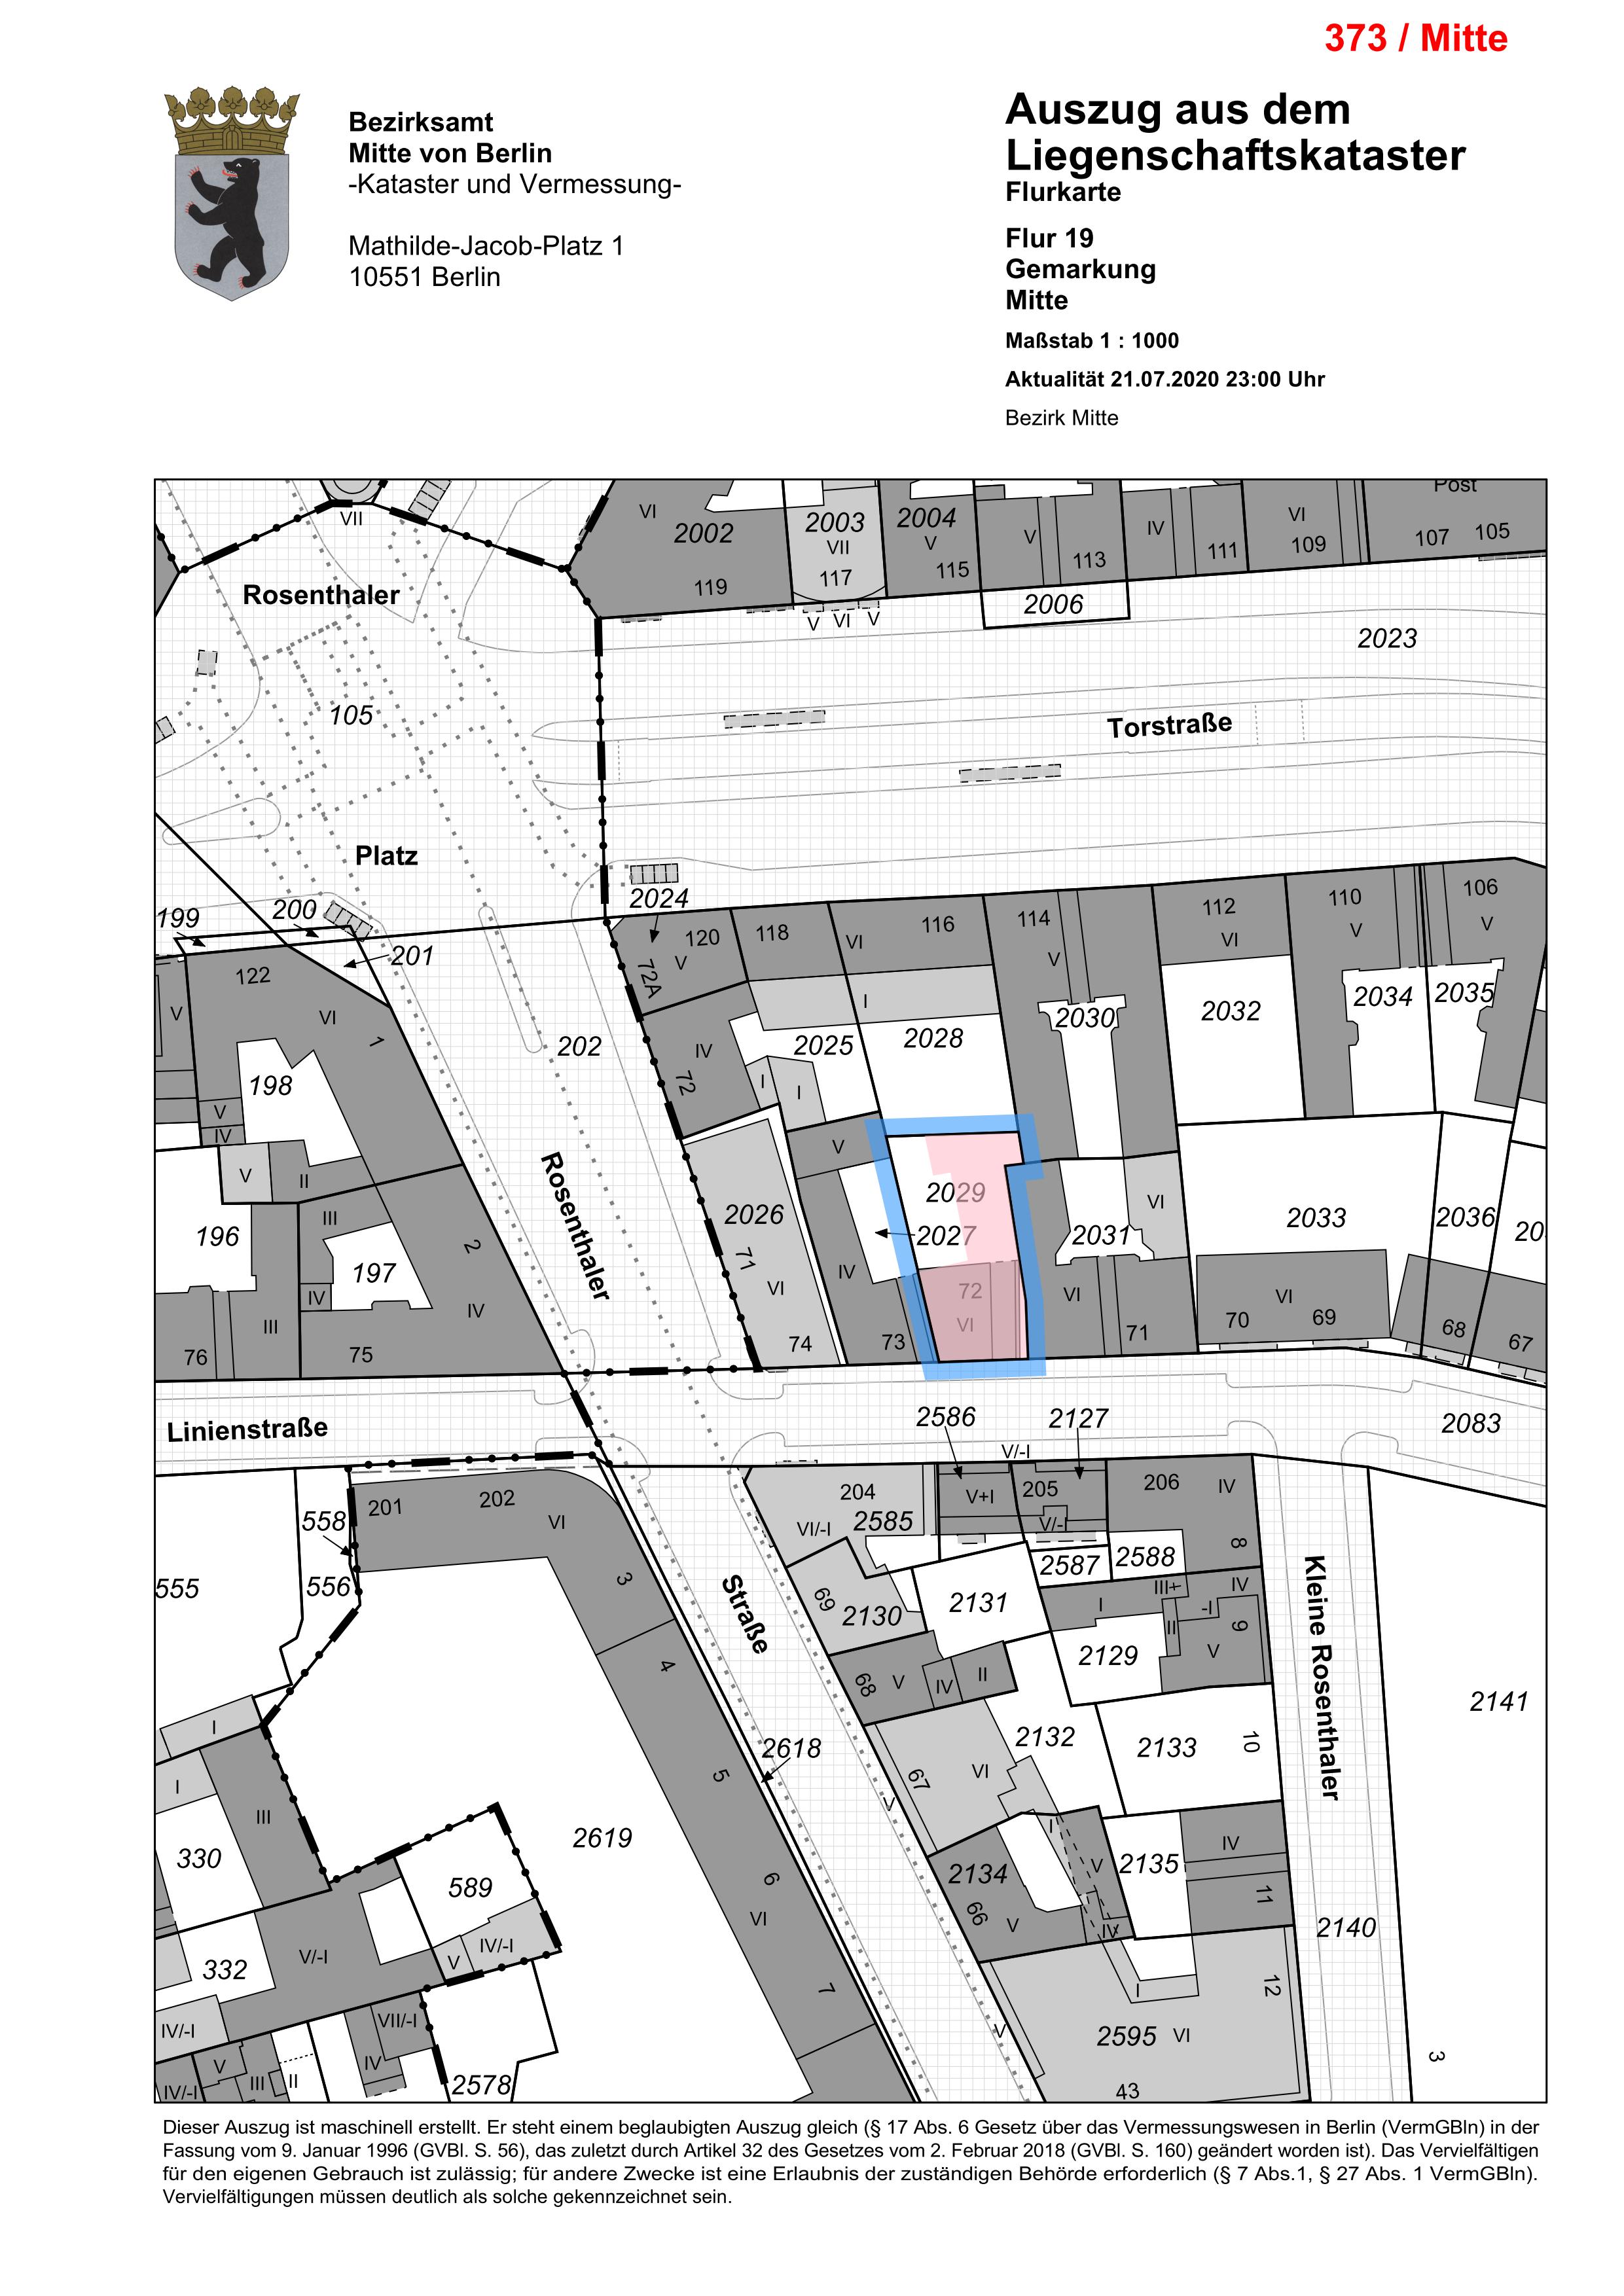 373 / Mitte
Bezirksamt
Mitte von Berlin
-Kataster und Vermessung-
Mathilde-Jacob-Platz 1
10551 Berlin
Auszug aus dem
Liegenschaftskataster
Flurkarte
Flur 19
Gemarkung
Mitte
Maßstab 1 : 1000
Aktualität 21.07.2020 23:00 Uhr
Bezirk Mitte
Post
VII
VI
2002
119
2003
VII
117
2004
V
115
V
113
IV
111
VI
109
107
105
2006
V VI V
2023
Rosenthaler
105
Torstraße
Platz
199
200
201
2024
122
V
VI
1
120
V
72A
118
VI
116
I
114
V
112
VI
110
V
106
V
202
IV
72
2025
2028
2030
2032
2034
2035
I
I
198
V
IV
V
II
V
2029
2027
2026
71
VI
74
IV
73
72
VI
2031
VI
VI
71
2033
VI
70
69
2036
20
68
67
196
III
197
IV
2
IV
III
76
75
Rosenthaler
Linienstraße
2586
2127
2083
V/-I
558
201
202
VI
204
VI/-I
2585
V+I
205
V/-I
206
IV
8
555
556
3
4
Straße
69
2130
2131
2587
2588
III+
I
IV
-I
II
9
V
2129
Kleine Rosenthaler
68
V
IV
II
2132
2133
10
2141
I
I
III
5
2618
67
VI
V
330
2619
I
2134
V
2135
IV
11
66
V
IV
589
6
VI
2140
332
V/-I
V
IV/-I
7
I
12
IV/-I
VII/-I
V
2595
VI
V
III
II
IV
IV/-I
2578
43
3
Dieser Auszug ist maschinell erstellt. Er steht einem beglaubigten Auszug gleich (§ 17 Abs. 6 Gesetz über das Vermessungswesen in Berlin (VermGBln) in der
Fassung vom 9. Januar 1996 (GVBl. S. 56), das zuletzt durch Artikel 32 des Gesetzes vom 2. Februar 2018 (GVBl. S. 160) geändert worden ist). Das Vervielfältigen
für den eigenen Gebrauch ist zulässig; für andere Zwecke ist eine Erlaubnis der zuständigen Behörde erforderlich (§ 7 Abs.1, § 27 Abs. 1 VermGBln).
Vervielfältigungen müssen deutlich als solche gekennzeichnet sein.